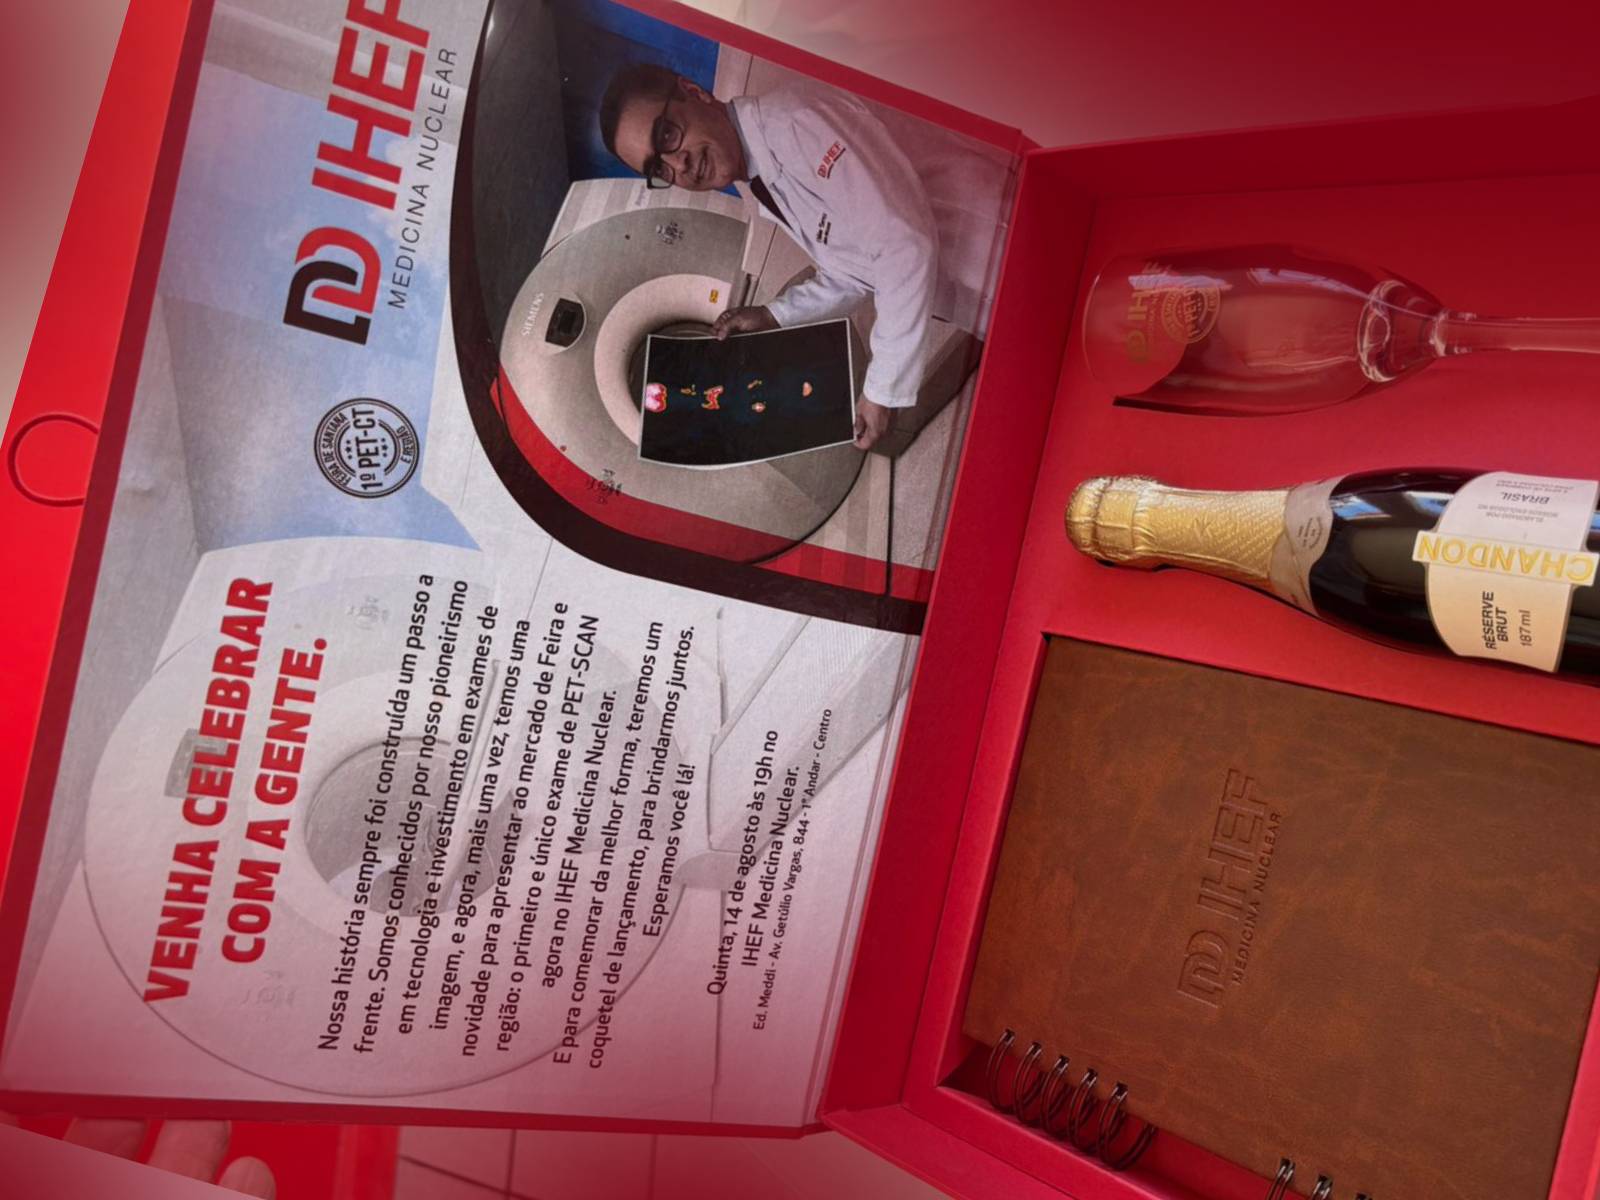 IHEF
MEDICINA NUCLEAR
FEIRA DE SANTANA
1º PET-CT
E REGIÃO
VENHA CELEBRAR
COM A GENTE.
Nossa história sempre foi construída um passo a
frente. Somos conhecidos por nosso pioneirismo
em tecnologia e investimento em exames de
imagem, e agora, mais uma vez, temos uma
novidade para apresentar ao mercado de Feira e
região: o primeiro e único exame de PET-SCAN
agora no IHEF Medicina Nuclear.
E para comemorar da melhor forma, teremos um
coquetel de lançamento, para brindarmos juntos.
Esperamos você lá!
Quinta, 14 de agosto às 19h no
IHEF Medicina Nuclear.
Ed. Meddi - Av. Getúlio Vargas, 844 - 1º Andar - Centro
SIEMENS
IHEF
IHEF
1º PET-CT
BRASIL
CHANDON
RÉSERVE
BRUT
187 ml
IHEF
MEDICINA NUCLEAR